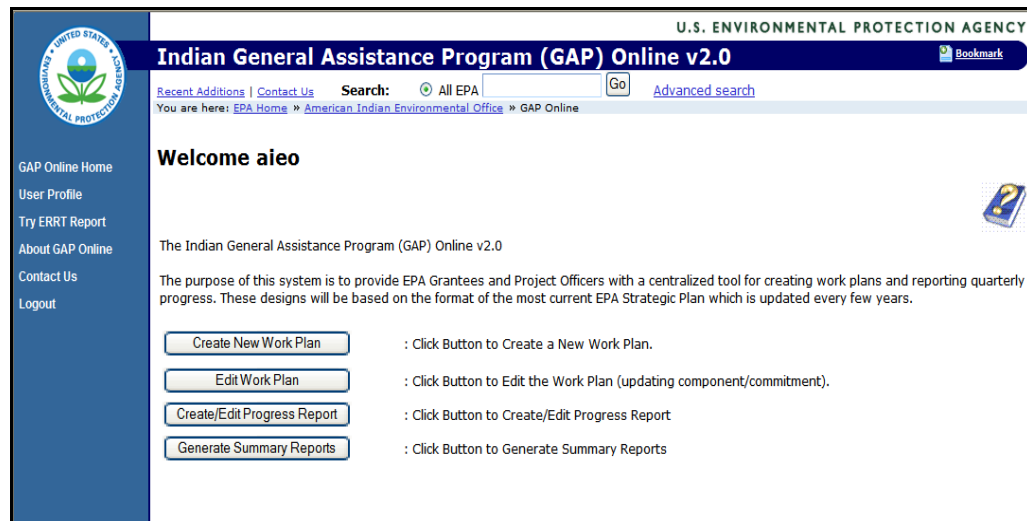 U.S. ENVIRONMENTAL PROTECTION AGENCY
UNITED STATES
ENVIRONMENTAL PROTECTION AGENCY
Indian General Assistance Program (GAP) Online v2.0
Bookmark
Recent Additions | Contact Us Search: All EPA Go Advanced search
You are here: EPA Home » American Indian Environmental Office » GAP Online
GAP Online Home
User Profile
Try ERRT Report
About GAP Online
Contact Us
Logout
Welcome aieo
The Indian General Assistance Program (GAP) Online v2.0
The purpose of this system is to provide EPA Grantees and Project Officers with a centralized tool for creating work plans and reporting quarterly
progress. These designs will be based on the format of the most current EPA Strategic Plan which is updated every few years.
Create New Work Plan : Click Button to Create a New Work Plan.
Edit Work Plan : Click Button to Edit the Work Plan (updating component/commitment).
Create/Edit Progress Report : Click Button to Create/Edit Progress Report
Generate Summary Reports : Click Button to Generate Summary Reports